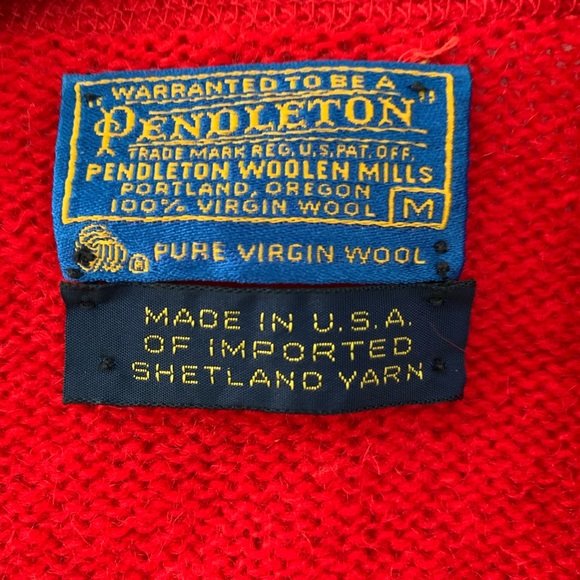 WARRANTED TO BE A
"PENDLETON"
TRADE MARK REG. U.S. PAT. OFF.
PENDLETON WOOLEN MILLS
PORTLAND, OREGON
100% VIRGIN WOOL M
® PURE VIRGIN WOOL
MADE IN U.S.A.
OF IMPORTED
SHETLAND YARN